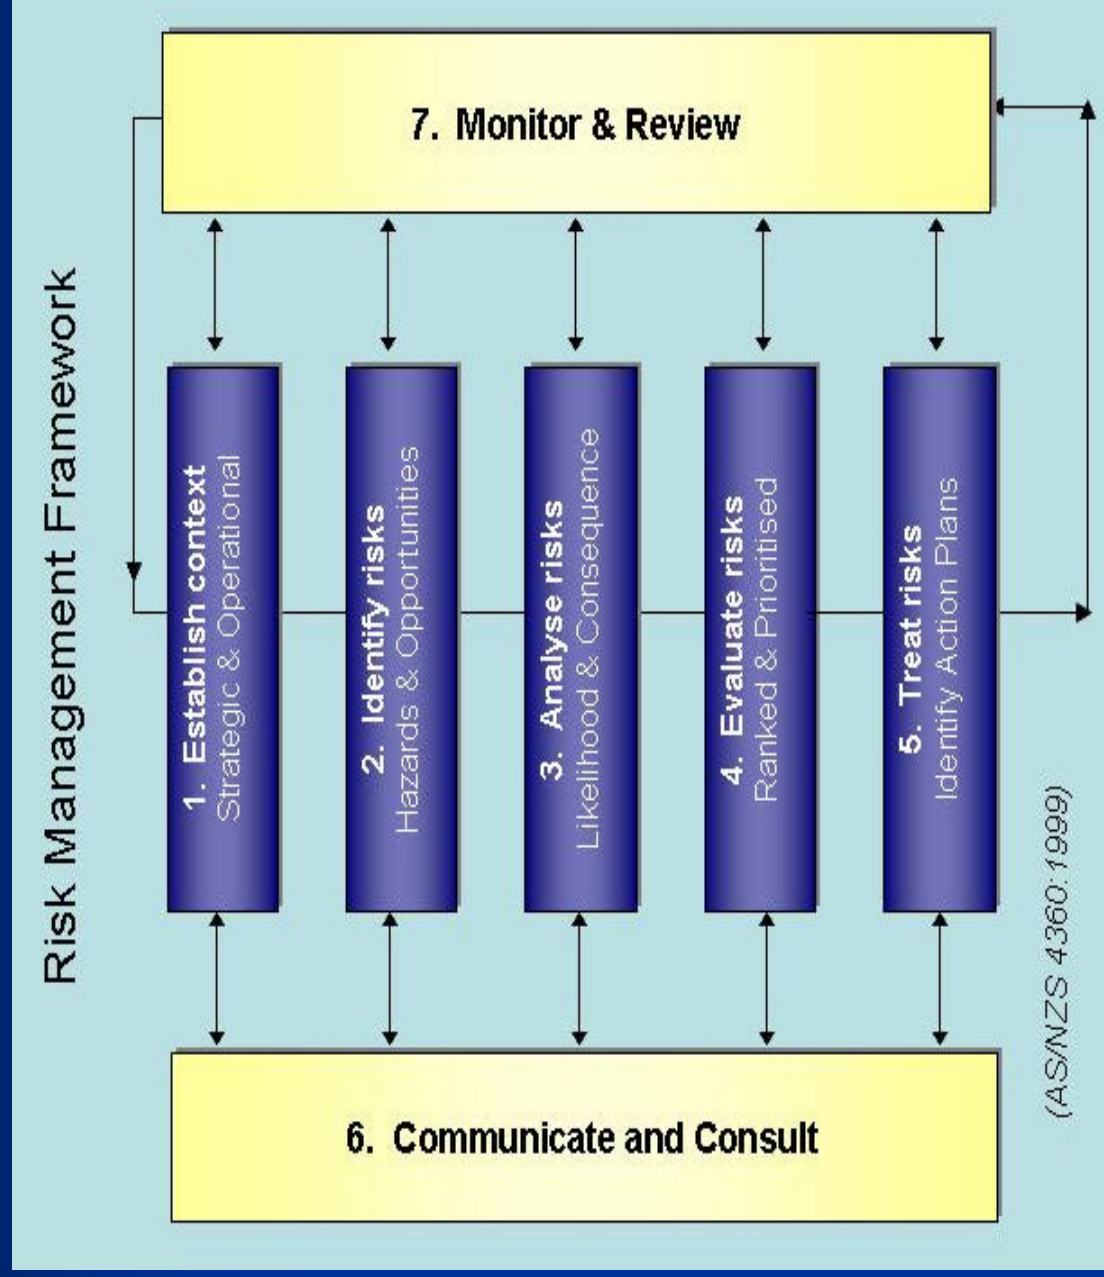 Risk Management Framework
1. Establish context
Strategic & Operational
2. Identify risks
Hazards & Opportunities
3. Analyse risks
Likelihood & Consequence
4. Evaluate risks
Ranked & Prioritised
5. Treat risks
Identify Action Plans
6. Communicate and Consult
7. Monitor & Review
(AS/NZS 4360:1999)